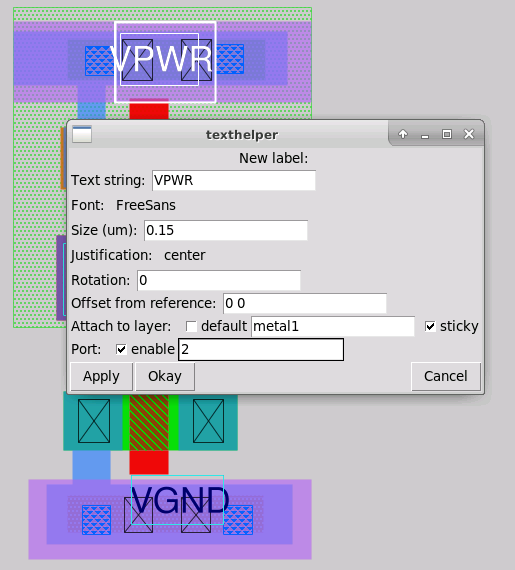 VPWR
texthelper
New label:
Text string: VPWR
Font: FreeSans
Size (um): 0.15
Justification: center
Rotation: 0
Offset from reference: 0 0
Attach to layer: default metal1 sticky
Port: enable 2
Apply Okay Cancel
VGND